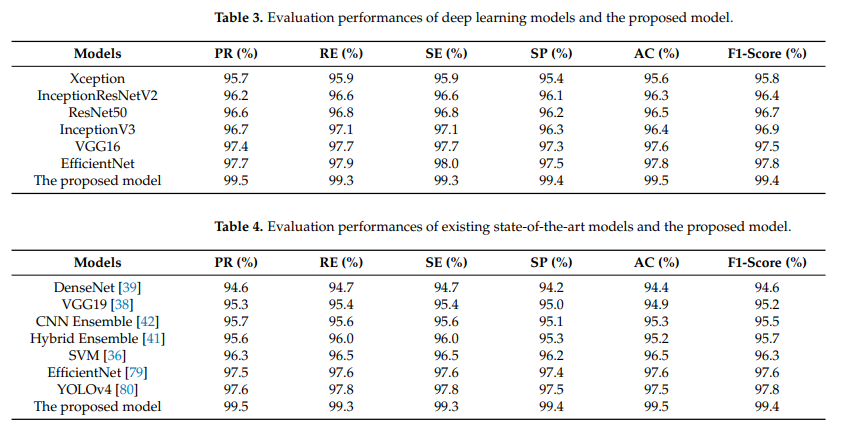 Table 3. Evaluation performances of deep learning models and the proposed model.
Models PR (%) RE (%) SE (%) SP (%) AC (%) F1-Score (%)
Xception 95.7 95.9 95.9 95.4 95.6 95.8
InceptionResNetV2 96.2 96.6 96.6 96.1 96.3 96.4
ResNet50 96.6 96.8 96.8 96.2 96.5 96.7
InceptionV3 96.7 97.1 97.1 96.3 96.4 96.9
VGG16 97.4 97.7 97.7 97.3 97.6 97.5
EfficientNet 97.7 97.9 98.0 97.5 97.8 97.8
The proposed model 99.5 99.3 99.3 99.4 99.5 99.4
Table 4. Evaluation performances of existing state-of-the-art models and the proposed model.
Models PR (%) RE (%) SE (%) SP (%) AC (%) F1-Score (%)
DenseNet [39] 94.6 94.7 94.7 94.2 94.4 94.6
VGG19 [38] 95.3 95.4 95.4 95.0 94.9 95.2
CNN Ensemble [42] 95.7 95.6 95.6 95.1 95.3 95.5
Hybrid Ensemble [41] 95.6 96.0 96.0 95.3 95.2 95.7
SVM [36] 96.3 96.5 96.5 96.2 96.5 96.3
EfficientNet [79] 97.5 97.6 97.6 97.4 97.6 97.6
YOLOv4 [80] 97.6 97.8 97.8 97.5 97.5 97.8
The proposed model 99.5 99.3 99.3 99.4 99.5 99.4